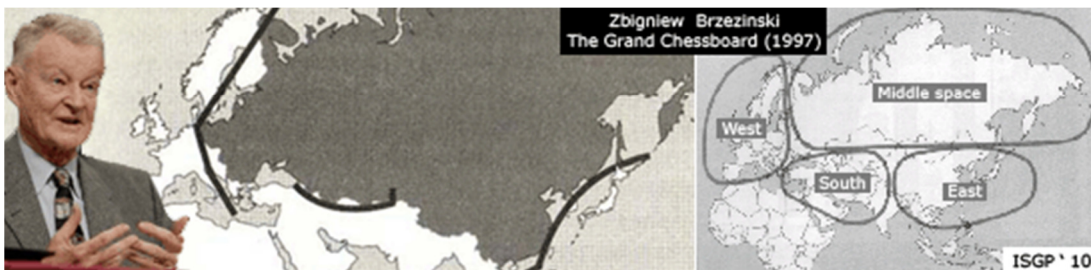 Zbigniew Brzezinski
The Grand Chessboard (1997)
Middle space
West
South
East
ISGP ` 10